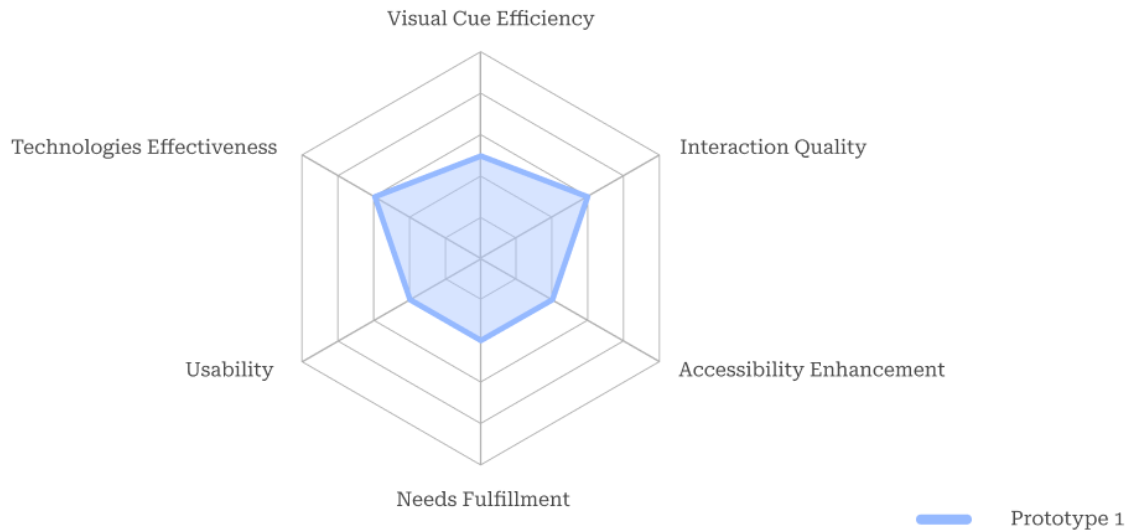 Visual Cue Efficiency
Technologies Effectiveness
Interaction Quality
Usability
Accessibility Enhancement
Needs Fulfillment
Prototype 1